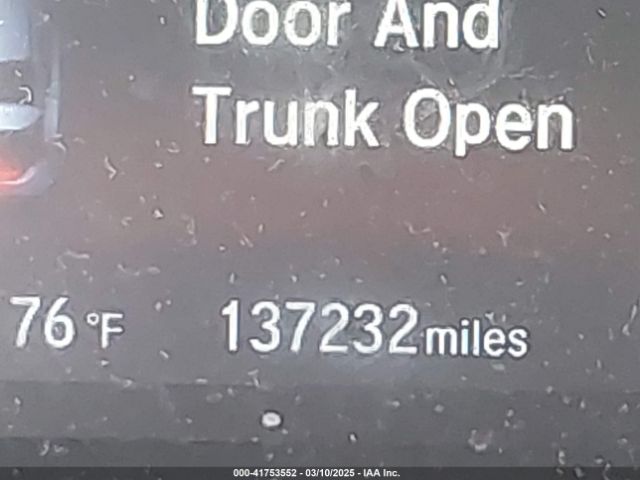 Door And
Trunk Open
76 °F 137232 miles
000-41753552 - 03/10/2025 - IAA Inc.